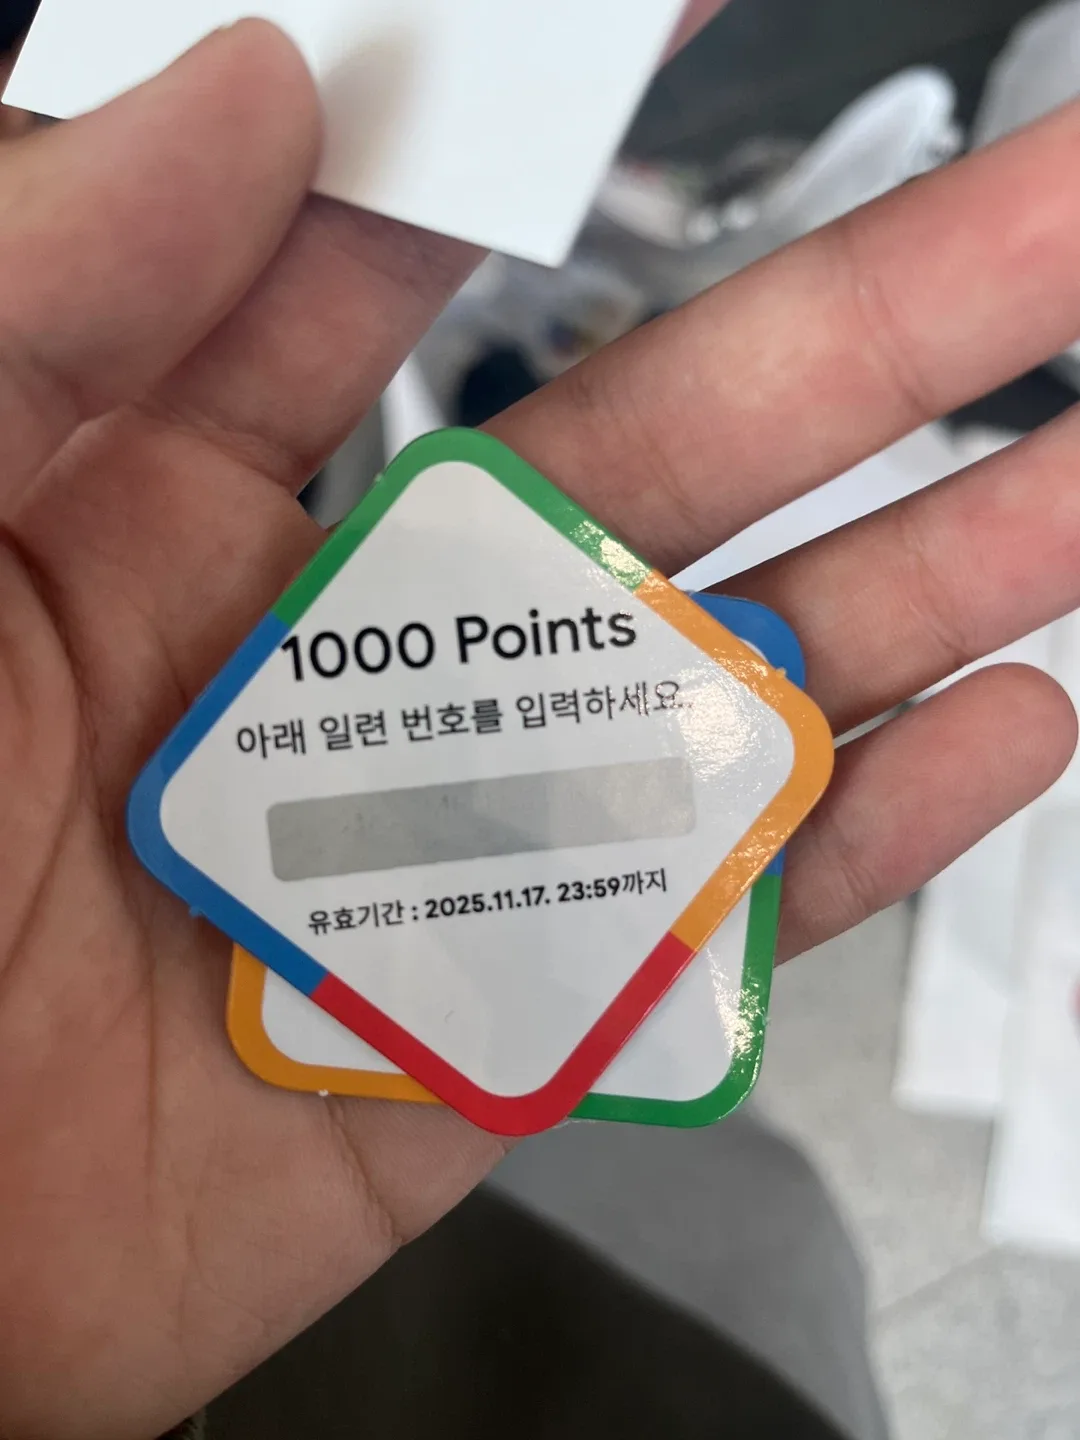 1000 Points
아래 일련 번호를 입력하세요.
유효기간 : 2025.11.17. 23:59까지